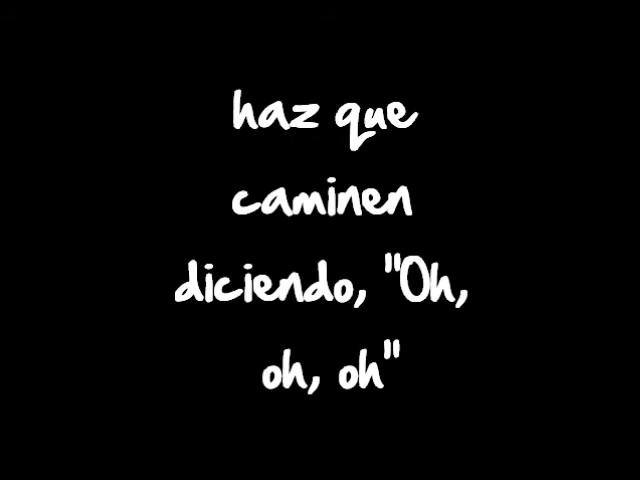 haz que
caminen
diciendo, "Oh,
oh, oh"